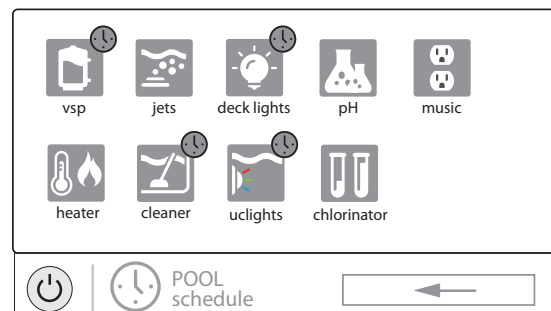 vsp jets deck lights pH music
heater cleaner uclights chlorinator
POOL
schedule